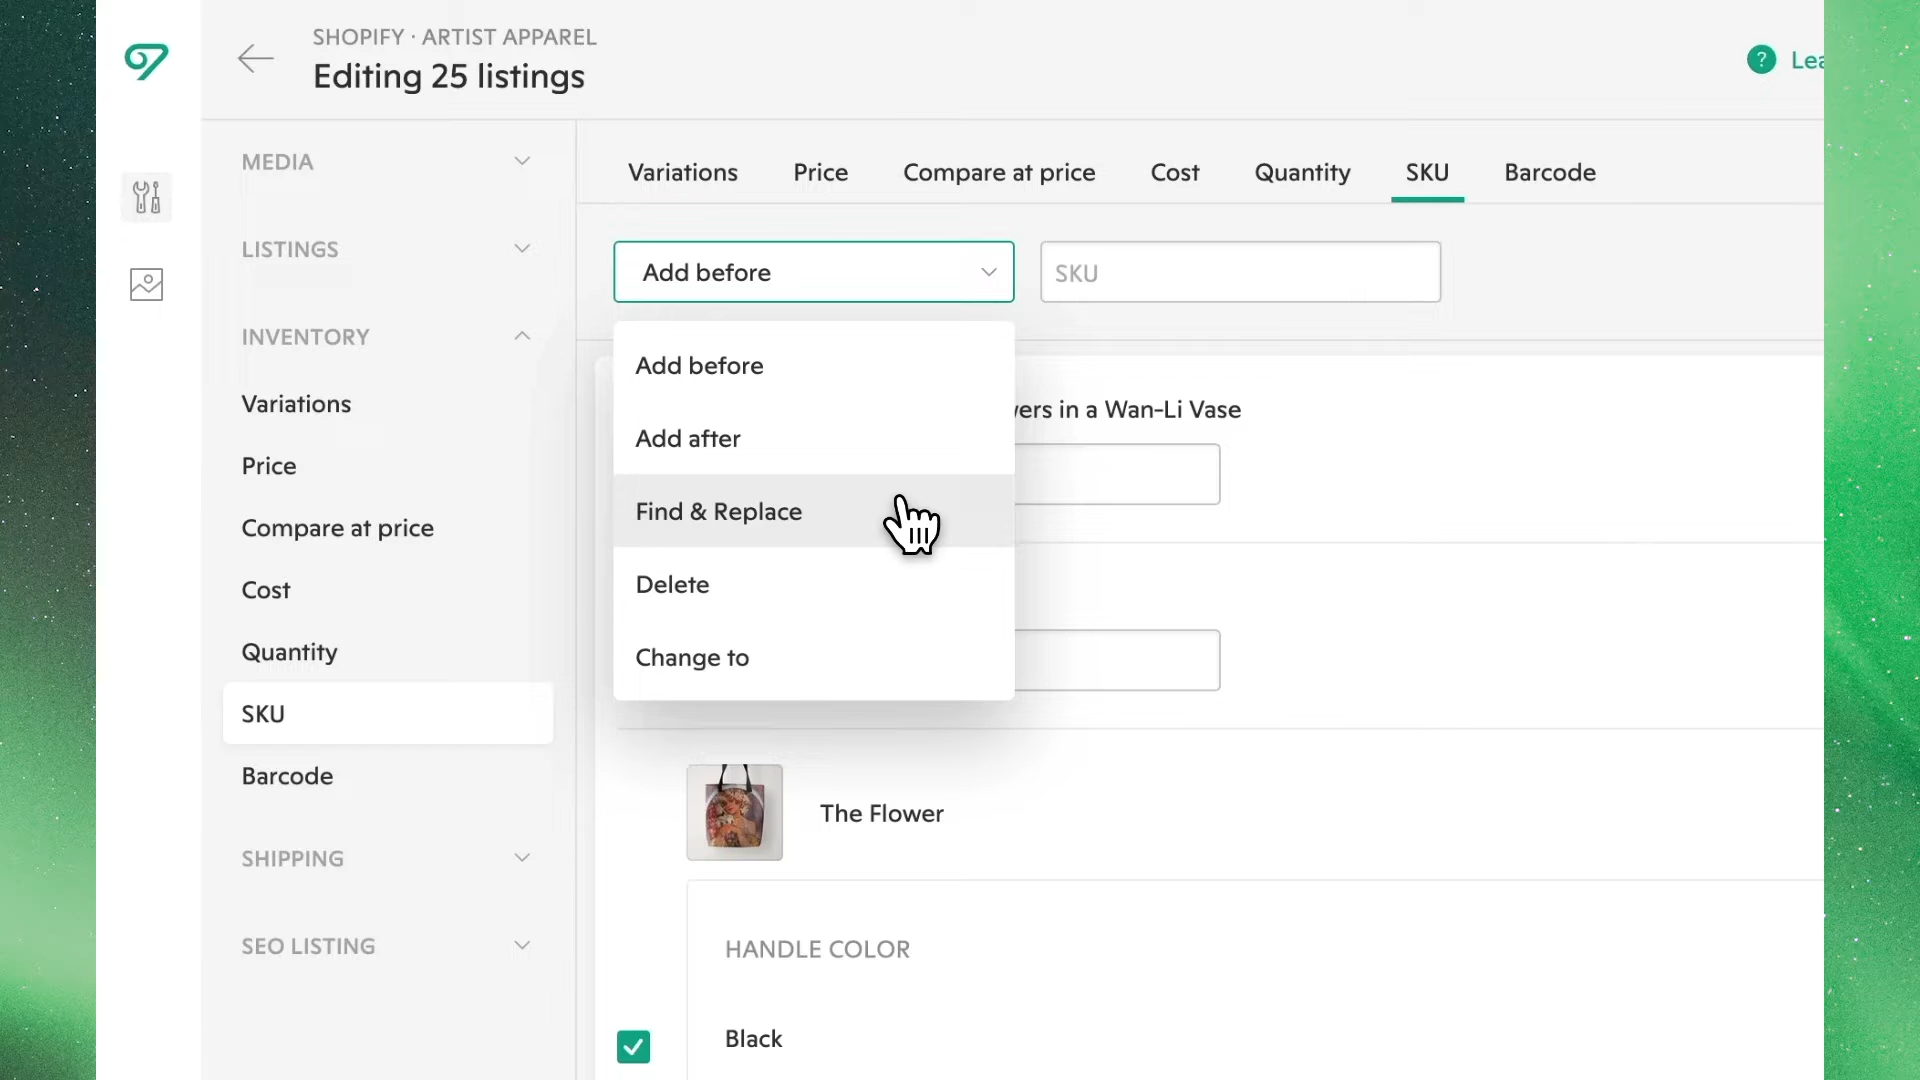 SHOPIFY · ARTIST APPAREL
Editing 25 listings
?
MEDIA
LISTINGS
INVENTORY
Variations
Price
Compare at price
Cost
Quantity
SKU
Barcode
SHIPPING
SEO LISTING
Variations Price Compare at price Cost Quantity SKU Barcode
Add before
SKU
Add before
Add after
Find & Replace
Delete
Change to
in a Wan-Li Vase
The Flower
HANDLE COLOR
Black